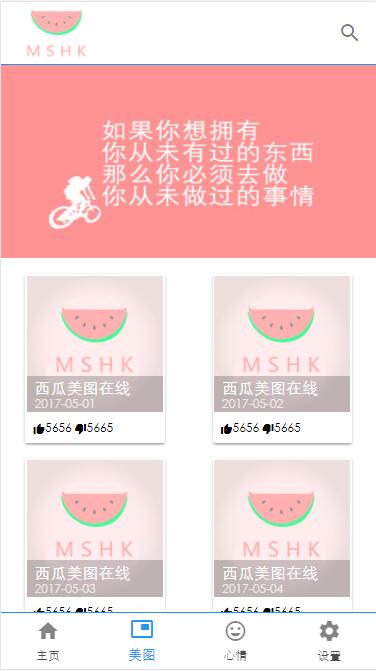 MSHK
如果你想拥有
你从未有过的东西
那么你必须去做
你从未做过的事情
MSHK
西瓜美图在线
2017-05-01
5656 5665
MSHK
西瓜美图在线
2017-05-02
5656 5665
MSHK
西瓜美图在线
2017-05-03
5656 5665
MSHK
西瓜美图在线
2017-05-04
5656 5665
主页
美图
心情
设置